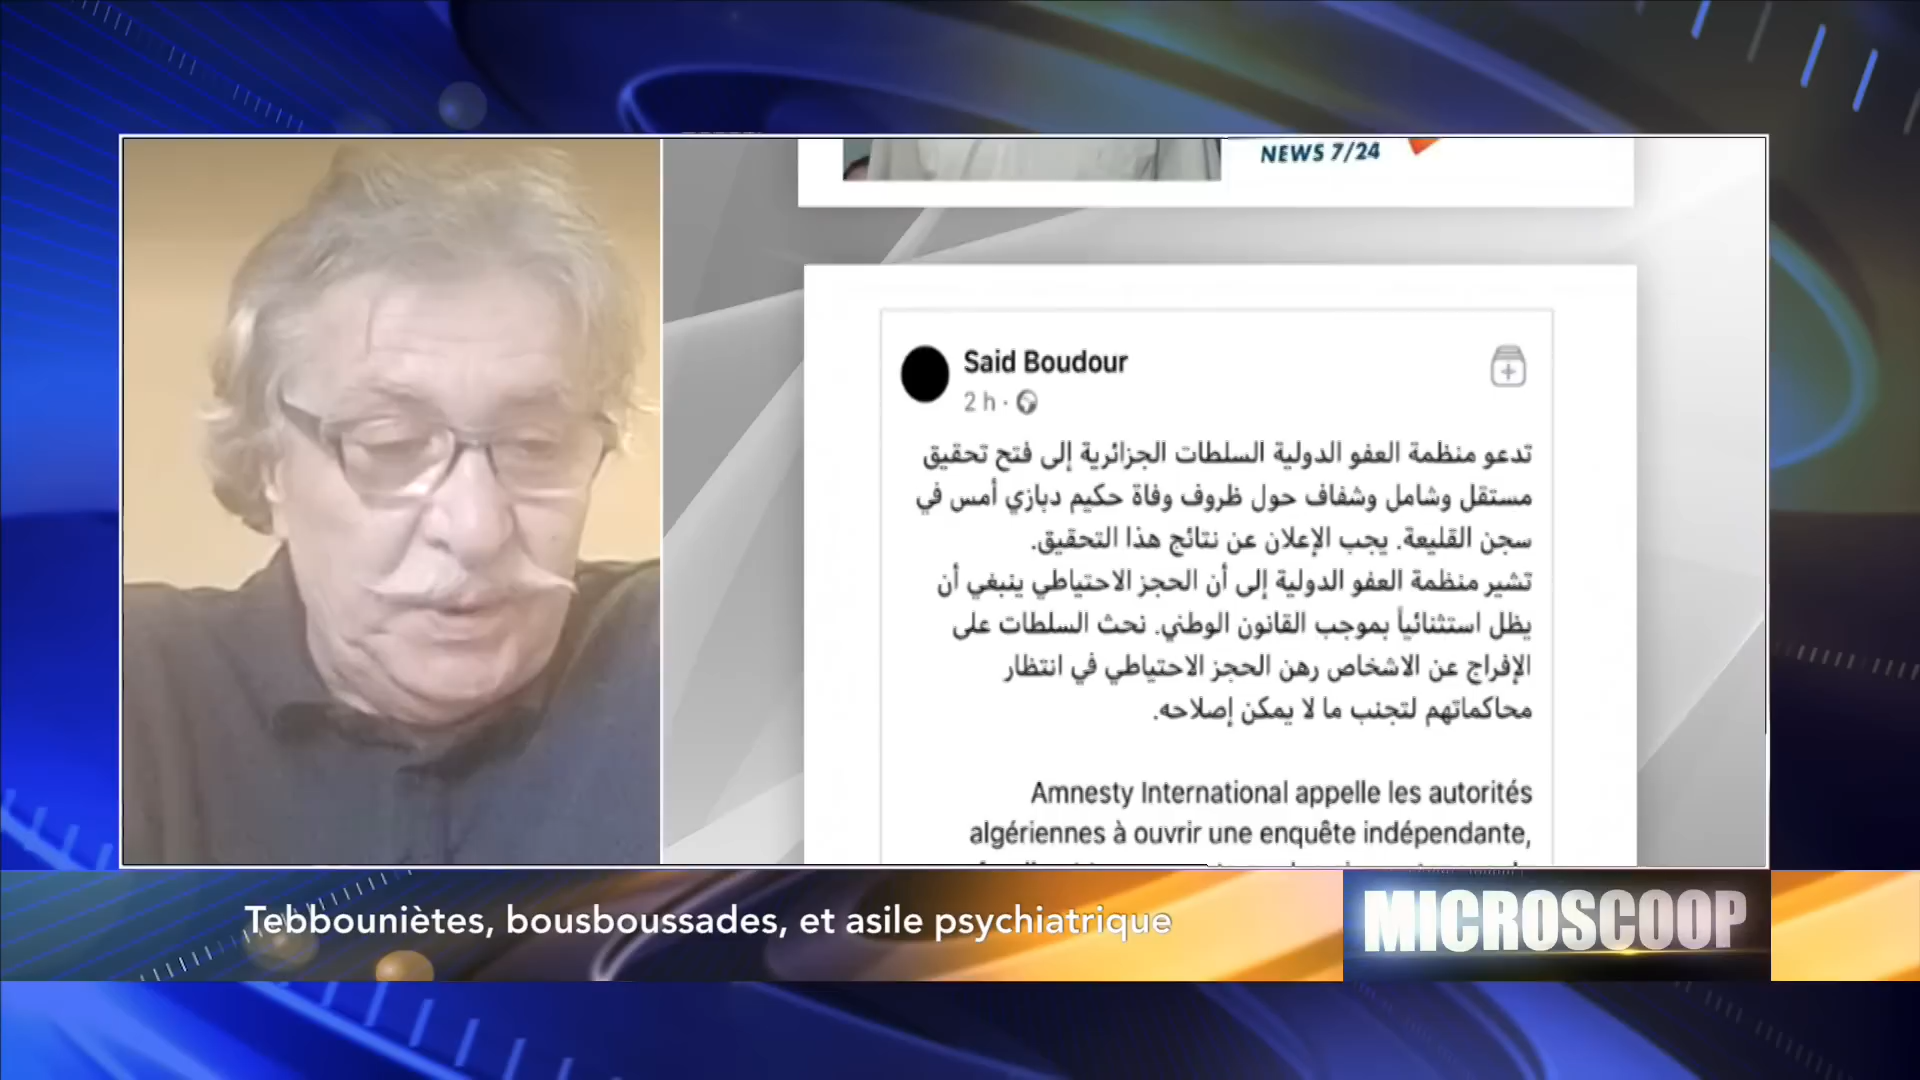 NEWS 7/24
Said Boudour
2 h ·
تدعو منظمة العفو الدولية السلطات الجزائرية إلى فتح تحقيق
مستقل وشامل وشفاف حول ظروف وفاة حكيم دبازي أمس في
سجن القليعة. يجب الإعلان عن نتائج هذا التحقيق.
تشير منظمة العفو الدولية إلى أن الحجز الاحتياطي ينبغي أن
يظل استثنائياً بموجب القانون الوطني. نحث السلطات على
الإفراج عن الاشخاص رهن الحجز الاحتياطي في انتظار
محاكماتهم لتجنب ما لا يمكن إصلاحه.
Amnesty International appelle les autorités
algériennes à ouvrir une enquête indépendante,
Tebbouniètes, bousboussades, et asile psychiatrique
MICROSCOOP